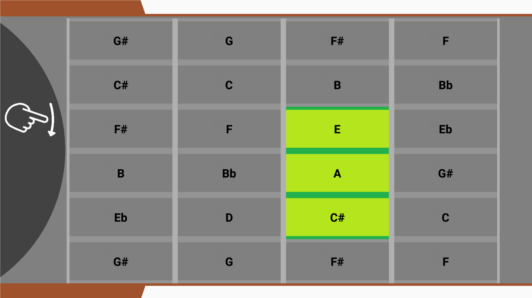 G# G F# F
C# C B Bb
F# F E Eb
B Bb A G#
Eb D C# C
G# G F# F